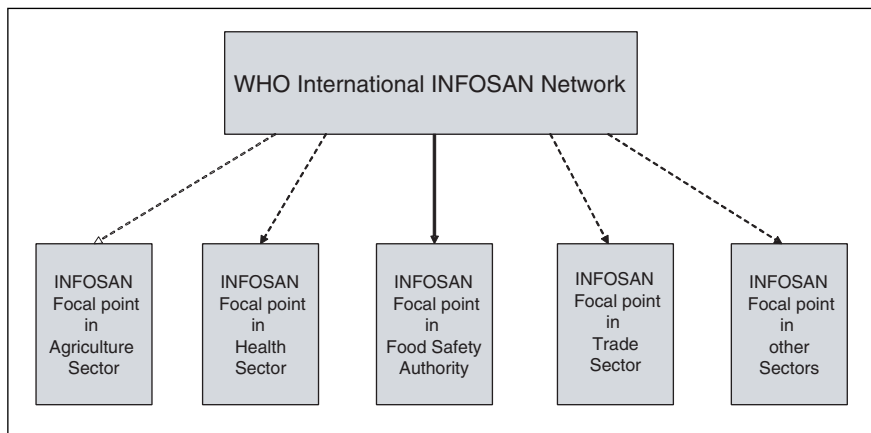 WHO International INFOSAN Network
INFOSAN
Focal point
in
Agriculture
Sector
INFOSAN
Focal point
in
Health
Sector
INFOSAN
Focal point
in
Food Safety
Authority
INFOSAN
Focal point
in
Trade
Sector
INFOSAN
Focal point
in
other
Sectors